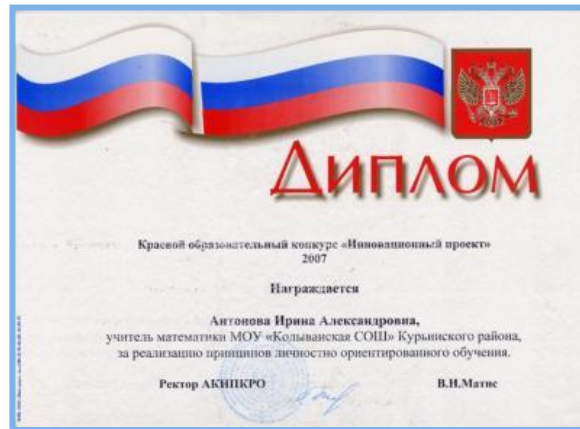 Диплом
Краевой образовательный конкурс «Инновационный проект»
2007
Награждается
Антонова Ирина Александровна,
учитель математики МОУ «Колыванская СОШ» Курьинского района,
за реализацию принципов личностно ориентированного обучения.
Ректор АКИПКРО В.Н.Матис